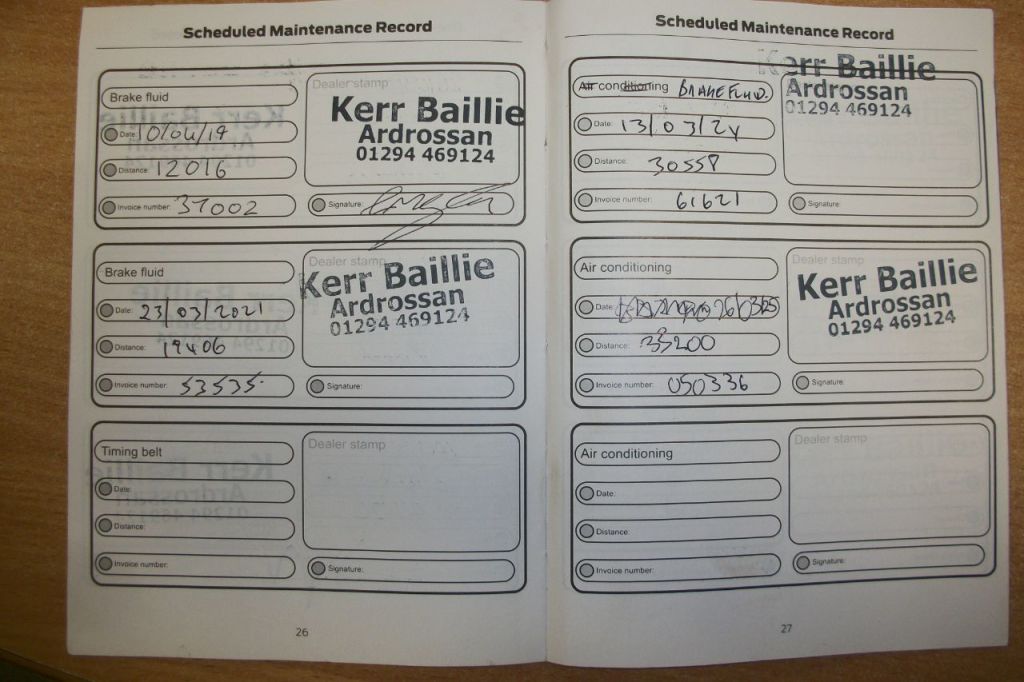 Scheduled Maintenance Record
Brake fluid
Dealer stamp
Kerr Baillie
Ardrossan
01294 469124
Date: 10/04/19
Distance: 12016
Invoice number: 37002
Signature:
Brake fluid
Dealer stamp
Kerr Baillie
Ardrossan
01294 469124
Date: 23/03/2021
Distance: 19406
Invoice number: 53535
Signature:
Timing belt
Dealer stamp
Date:
Distance:
Invoice number:
Signature:
26
Scheduled Maintenance Record
Air conditioning BRAKE FLUID.
Kerr Baillie
Ardrossan
01294 469124
Date: 13/03/24
Distance: 30558
Invoice number: 61621
Signature:
Air conditioning
Dealer stamp
Kerr Baillie
Ardrossan
01294 469124
Date: 26/03/25
Distance: 35200
Invoice number: 050336
Signature:
Air conditioning
Dealer stamp
Date:
Distance:
Invoice number:
Signature:
27